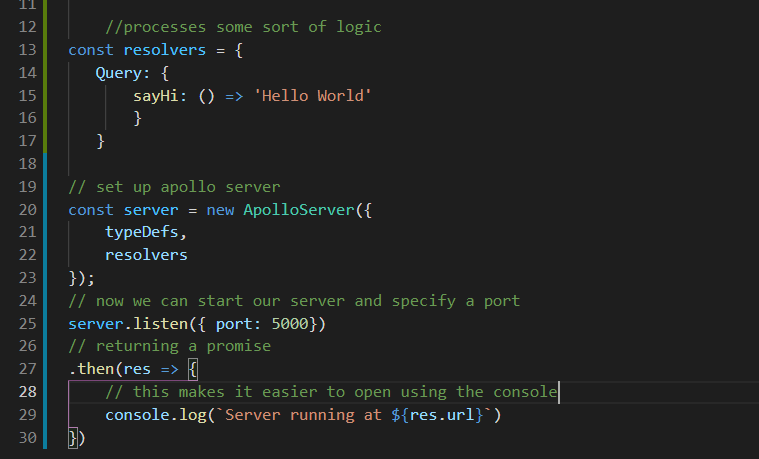 11
12 //processes some sort of logic
13 const resolvers = {
14 Query: {
15 sayHi: () => 'Hello World'
16 }
17 }
18
19 // set up apollo server
20 const server = new ApolloServer({
21 typeDefs,
22 resolvers
23 });
24 // now we can start our server and specify a port
25 server.listen({ port: 5000})
26 // returning a promise
27 .then(res => {
28 // this makes it easier to open using the console
29 console.log(`Server running at ${res.url}`)
30 })